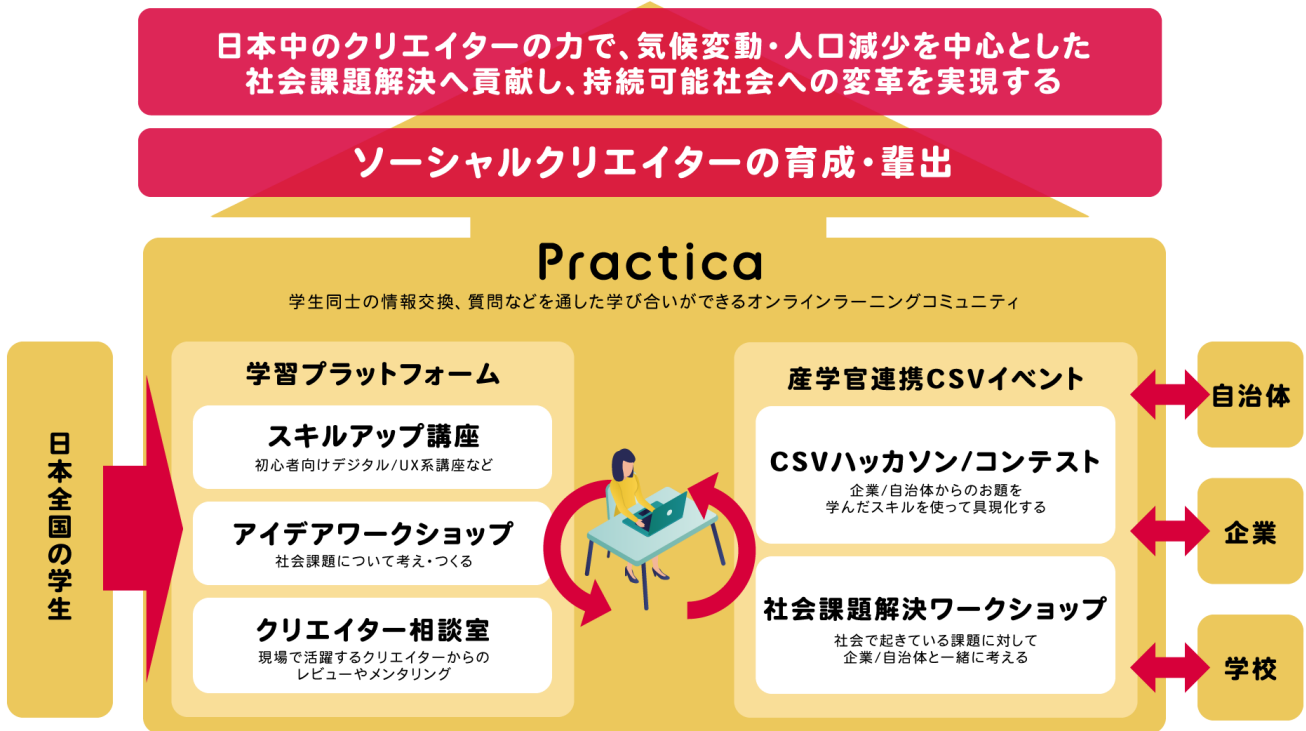 日本中のクリエイターの力で、気候変動・人口減少を中心とした
社会課題解決へ貢献し、持続可能社会への変革を実現する
ソーシャルクリエイターの育成・輩出
Practica
学生同士の情報交換、質問などを通した学び合いができるオンラインラーニングコミュニティ
日本全国の学生
学習プラットフォーム
スキルアップ講座
初心者向けデジタル/UX系講座など
アイデアワークショップ
社会課題について考え・つくる
クリエイター相談室
現場で活躍するクリエイターからの
レビューやメンタリング
産学官連携CSVイベント
CSVハッカソン/コンテスト
企業/自治体からのお題を
学んだスキルを使って具現化する
社会課題解決ワークショップ
社会で起きている課題に対して
企業/自治体と一緒に考える
自治体
企業
学校